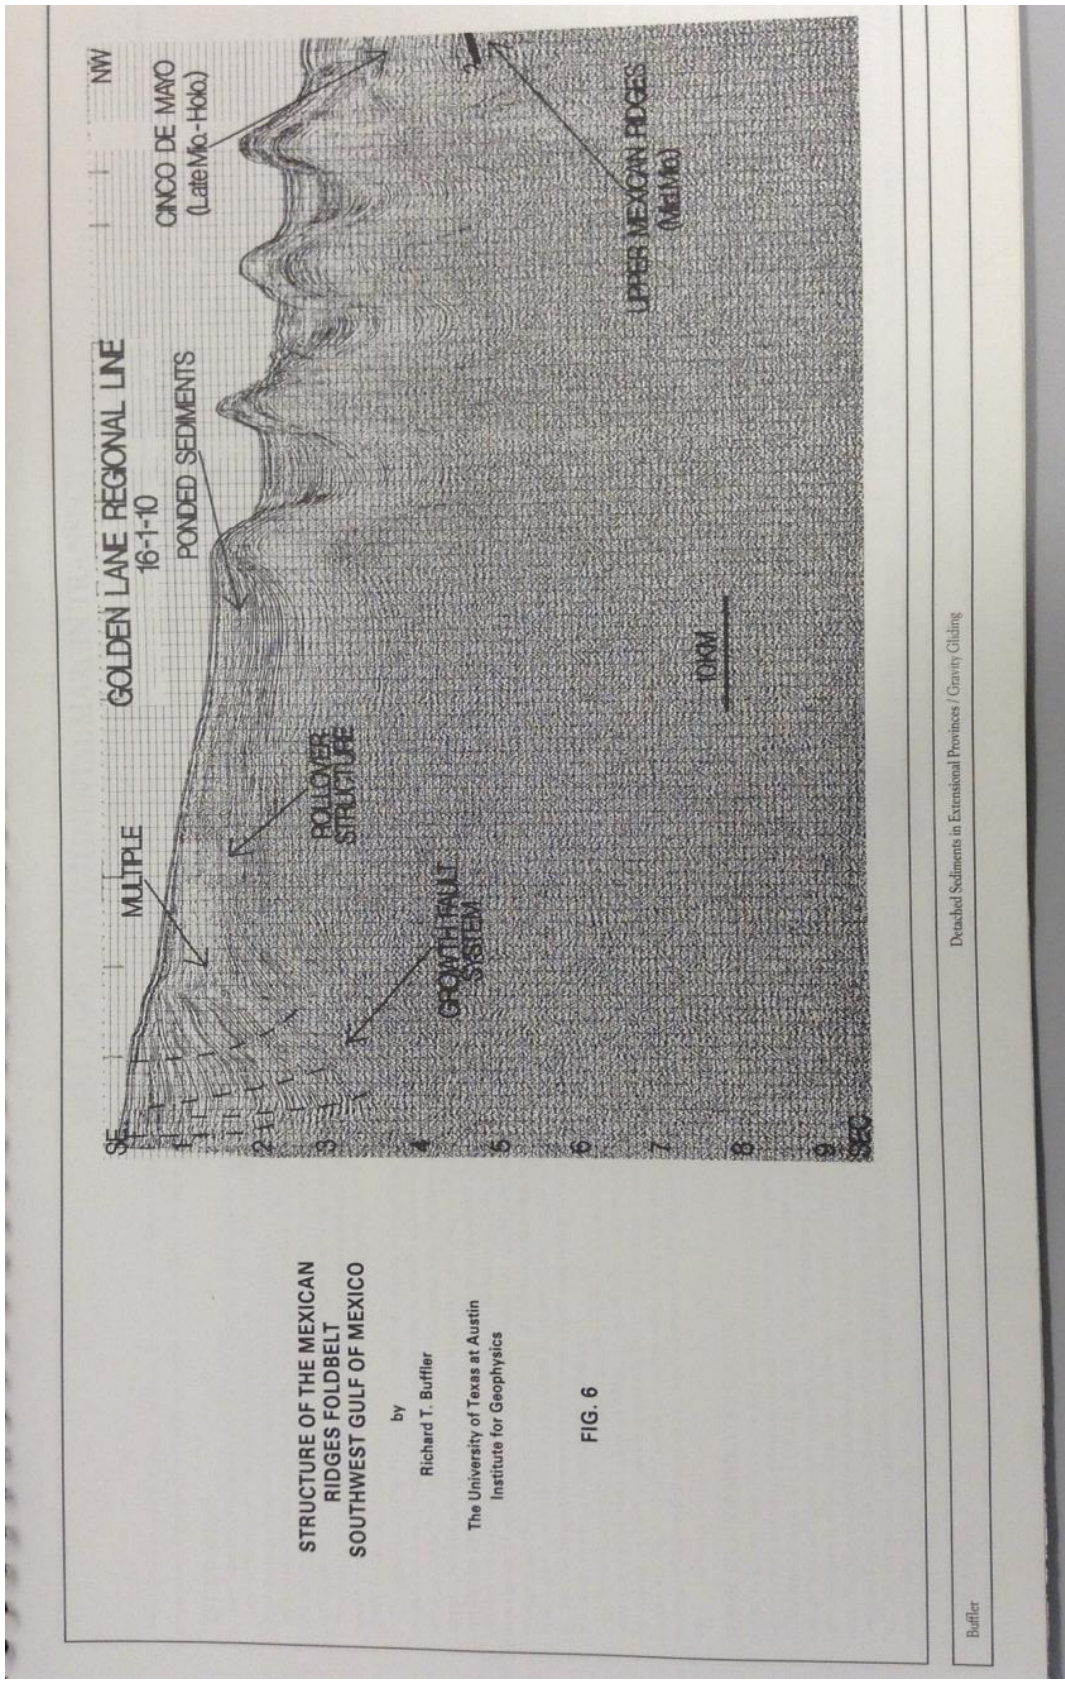 STRUCTURE OF THE MEXICAN
RIDGES FOLDBELT
SOUTHWEST GULF OF MEXICO
by
Richard T. Buffler
The University of Texas at Austin
Institute for Geophysics
FIG. 6
GOLDEN LANE REGIONAL LINE
16-1-10
SE
NW
MULTIPLE
PONDED SEDIMENTS
CINCO DE MAYO
(Late Mio.-Holo.)
ROLLOVER
STRUCTURE
GROWTH FAULT
SYSTEM
UPPER MEXICAN RIDGES
(Mid. Mio.)
10KM
1
2
3
4
5
6
7
8
9
SEC
?
Buffler
Detached Sediments in Extensional Provinces / Gravity Gliding